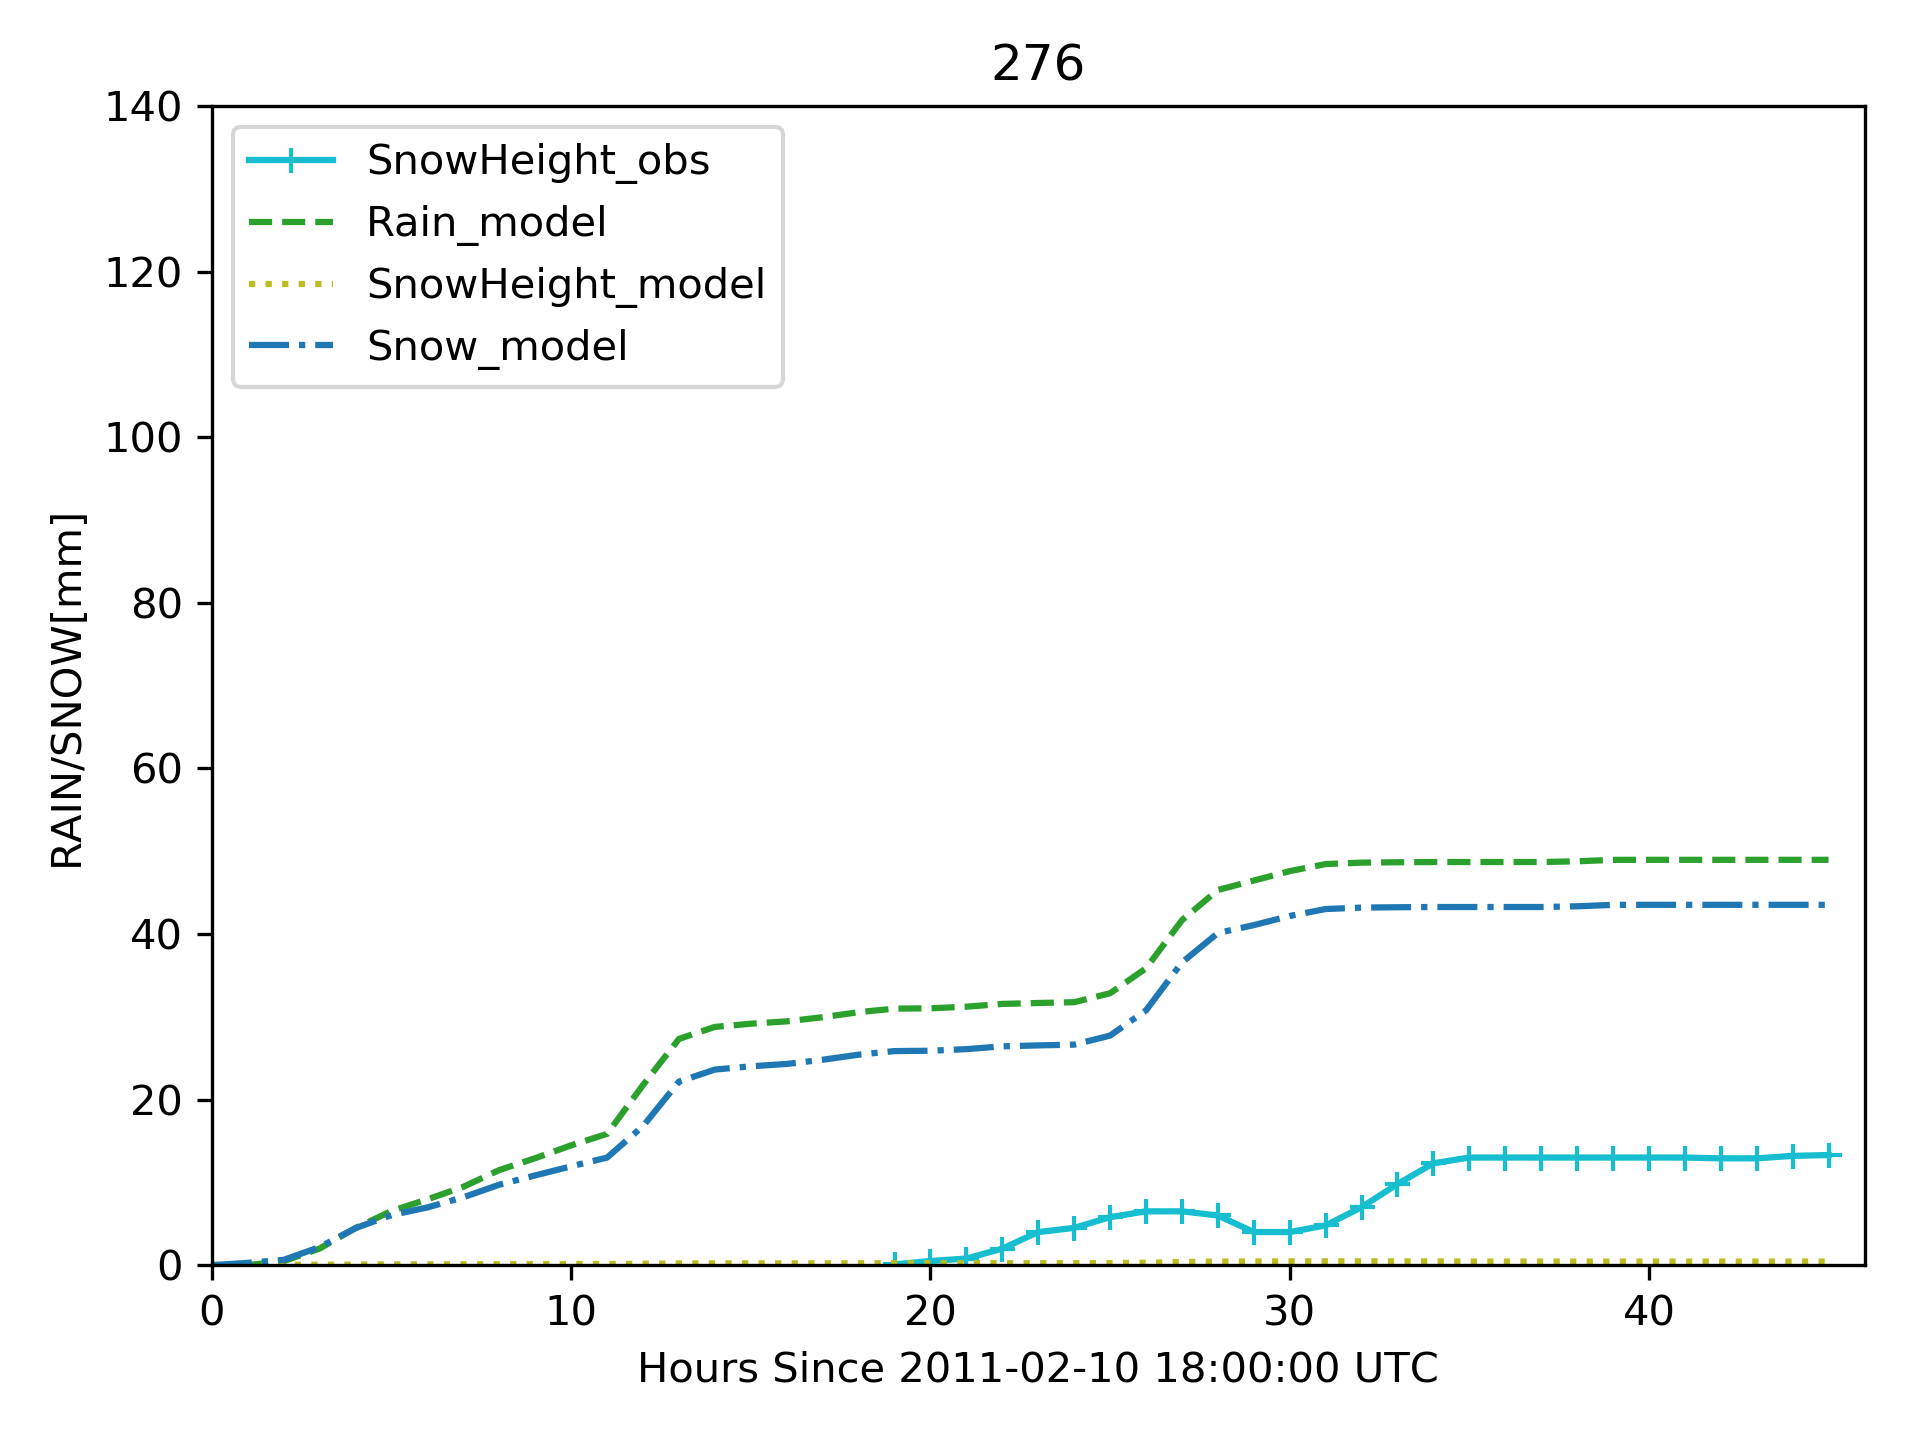 276
140
120
100
80
60
40
20
0
RAIN/SNOW[mm]
SnowHeight_obs
Rain_model
SnowHeight_model
Snow_model
0 10 20 30 40
Hours Since 2011-02-10 18:00:00 UTC